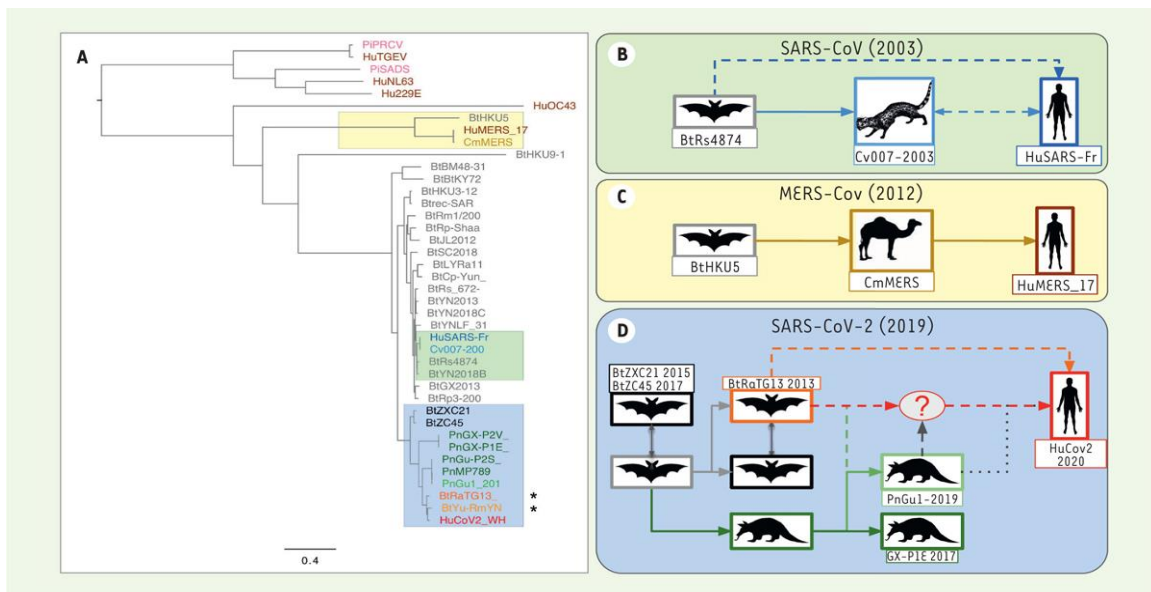 A
PiPRCV
HuTGEV
PiSADS
HuNL63
Hu229E
HuOC43
BtHKU5
HuMERS_17
CmMERS
BtHKU9-1
BtBM48-31
BtBtKY72
BtHKU3-12
Btrec-SAR
BtRm1/200
BtRp-Shaa
BtJL2012
BtSC2018
BtLYRa11
BtCp-Yun_
BtRs_672-
BtYN2013
BtYN2018C
BtYNLF_31
HuSARS-Fr
Cv007-200
BtRs4874
BtYN2018B
BtGX2013
BtRp3-200
BtZXC21
BtZC45
PnGX-P2V_
PnGX-P1E_
PnGu-P2S_
PnMP789
PnGu1_201
BtRaTG13_ *
BtYu-RmYN *
HuCoV2_WH
0.4
B
SARS-CoV (2003)
BtRs4874
Cv007-2003
HuSARS-Fr
C
MERS-Cov (2012)
BtHKU5
CmMERS
HuMERS_17
D
SARS-CoV-2 (2019)
BtZXC21 2015
BtZC45 2017
BtRaTG13 2013
?
HuCov2
2020
PnGu1-2019
GX-P1E 2017